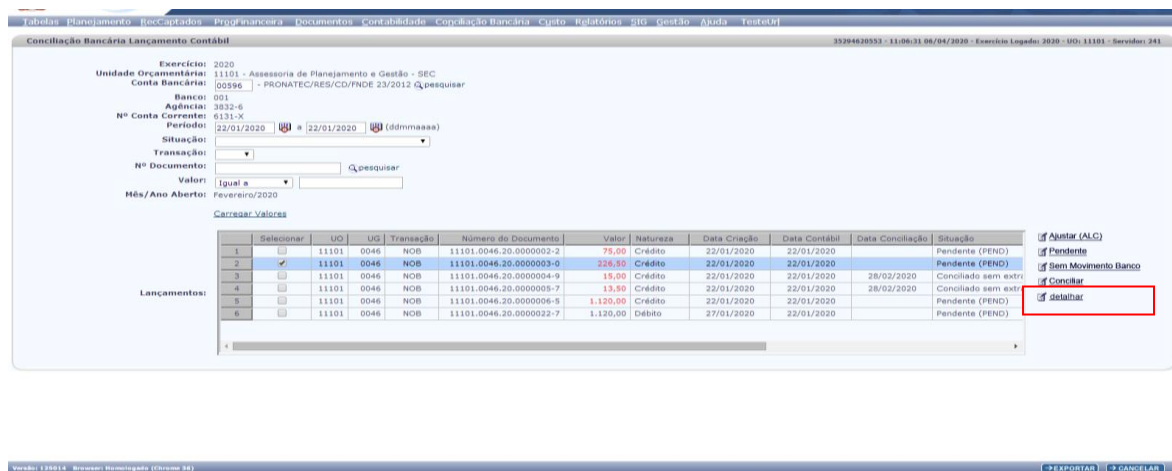 Tabelas Planejamento RecCaptados PrggFinanceira Documentos Contabilidade Conciliação Bancária Custo Relatórios SIG Gestão Ajuda TesteUrl
Conciliação Bancária Lançamento Contábil 35394620553 - 11:06:31 06/04/2020 - Exercício Logado: 2020 - UO: 11101 - Servidor: 241
Exercício: 2020
Unidade Orçamentária: 11101 - Assessoria de Planejamento e Gestão - SEC
Conta Bancária: 00596 - PRONATEC/RES/CD/FNDE 23/2012 pesquisar
Banco: 001
Agência: 3832-6
Nº Conta Corrente: 6131-X
Período: 22/01/2020 a 22/01/2020 (ddmmaaaa)
Situação:
Transação:
Nº Documento: pesquisar
Valor: Igual a
Mês/Ano Aberto: Fevereiro/2020
Carregar Valores
Lançamentos:
Selecionar UO UG Transação Número do Documento Valor Natureza Data Criação Data Contábil Data Conciliação Situação
1 11101 0046 NOB 11101.0046.20.0000002-2 75,00 Crédito 22/01/2020 22/01/2020 Pendente (PEND)
2 11101 0046 NOB 11101.0046.20.0000003-0 226,50 Crédito 22/01/2020 22/01/2020 Pendente (PEND)
3 11101 0046 NOB 11101.0046.20.0000004-9 15,00 Crédito 22/01/2020 22/01/2020 28/02/2020 Conciliado sem extr
4 11101 0046 NOB 11101.0046.20.0000005-7 13,50 Crédito 22/01/2020 22/01/2020 28/02/2020 Conciliado sem extr
5 11101 0046 NOB 11101.0046.20.0000006-5 1.120,00 Crédito 22/01/2020 22/01/2020 Pendente (PEND)
6 11101 0046 NOB 11101.0046.20.0000022-7 1.120,00 Débito 27/01/2020 22/01/2020 Pendente (PEND)
Ajustar (ALC)
Pendente
Sem Movimento Banco
Conciliar
detalhar
Versão: 125014 Browser: Homologado (Chrome 56) EXPORTAR CANCELAR